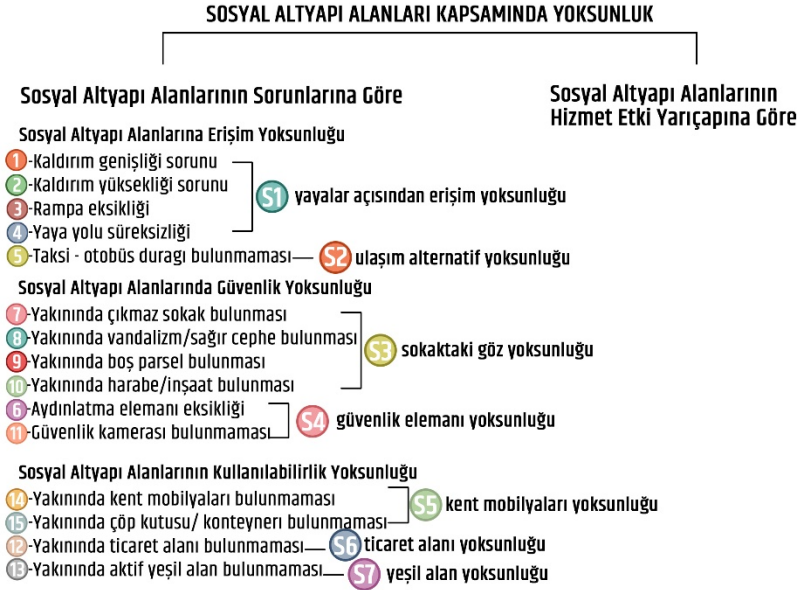 SOSYAL ALTYAPI ALANLARI KAPSAMINDA YOKSUNLUK
Sosyal Altyapı Alanlarının Sorunlarına Göre
Sosyal Altyapı Alanlarının
Hizmet Etki Yarıçapına Göre
Sosyal Altyapı Alanlarına Erişim Yoksunluğu
1-Kaldırım genişliği sorunu
2-Kaldırım yüksekliği sorunu
3-Rampa eksikliği
4-Yaya yolu süreksizliği
S1 yayalar açısından erişim yoksunluğu
5-Taksi - otobüs duragı bulunmaması
S2 ulaşım alternatif yoksunluğu
Sosyal Altyapı Alanlarında Güvenlik Yoksunluğu
7-Yakınında çıkmaz sokak bulunması
8-Yakınında vandalizm/sağır cephe bulunması
9-Yakınında boş parsel bulunması
10-Yakınında harabe/inşaat bulunması
S3 sokaktaki göz yoksunluğu
6-Aydınlatma elemanı eksikliği
11-Güvenlik kamerası bulunmaması
S4 güvenlik elemanı yoksunluğu
Sosyal Altyapı Alanlarının Kullanılabilirlik Yoksunluğu
14-Yakınında kent mobilyaları bulunmaması
15-Yakınında çöp kutusu/ konteynerı bulunmaması
S5 kent mobilyaları yoksunluğu
12-Yakınında ticaret alanı bulunmaması
S6 ticaret alanı yoksunluğu
13-Yakınında aktif yeşil alan bulunmaması
S7 yeşil alan yoksunluğu